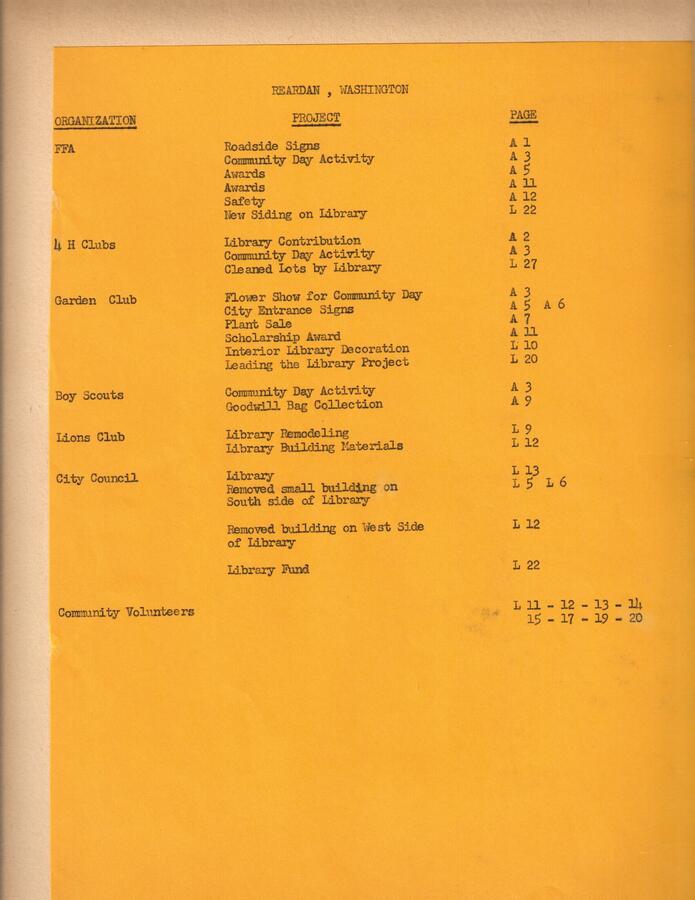 REARDAN , WASHINGTON
ORGANIZATION PROJECT PAGE
FFA Roadside Signs A 1
Community Day Activity A 3
Awards A 5
Awards A 11
Safety A 12
New Siding on Library L 22
4 H Clubs Library Contribution A 2
Community Day Activity A 3
Cleaned Lots by Library L 27
Garden Club Flower Show for Community Day A 3
City Entrance Signs A 5 A 6
Plant Sale A 7
Scholarship Award A 11
Interior Library Decoration L 10
Leading the Library Project L 20
Boy Scouts Community Day Activity A 3
Goodwill Bag Collection A 9
Lions Club Library Remodeling L 9
Library Building Materials L 12
City Council Library L 13
Removed small building on L 5 L 6
South side of Library
Removed building on West Side L 12
of Library
Library Fund L 22
Community Volunteers L 11 - 12 - 13 - 14
15 - 17 - 19 - 20